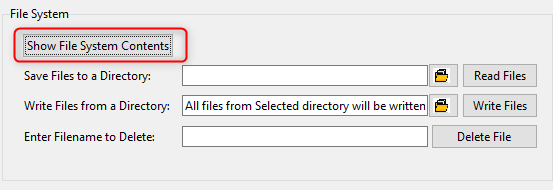 File System
Show File System Contents
Save Files to a Directory: Read Files
Write Files from a Directory: All files from Selected directory will be written Write Files
Enter Filename to Delete: Delete File